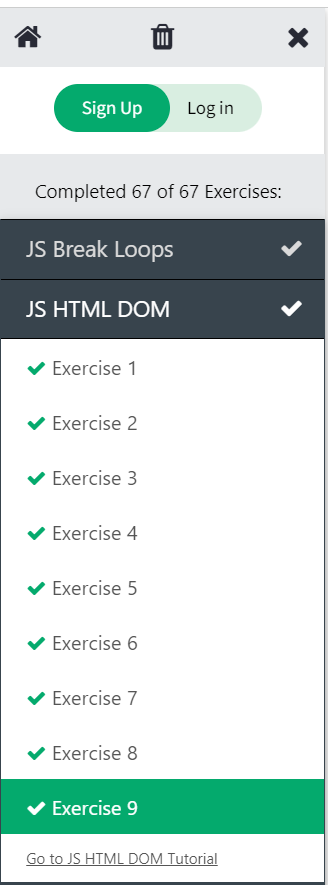 Sign Up Log in
Completed 67 of 67 Exercises:
JS Break Loops
JS HTML DOM
Exercise 1
Exercise 2
Exercise 3
Exercise 4
Exercise 5
Exercise 6
Exercise 7
Exercise 8
Exercise 9
Go to JS HTML DOM Tutorial